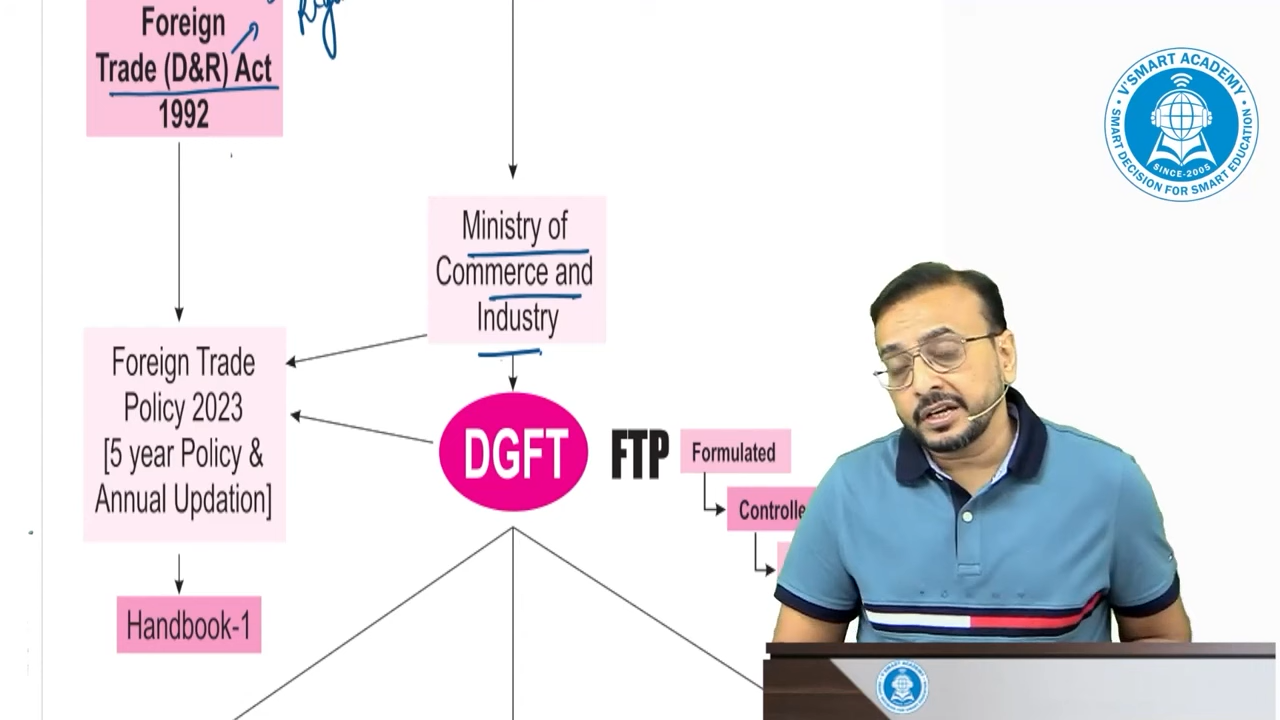 Foreign
Trade (D&R) Act
1992
Ministry of
Commerce and
Industry
Foreign Trade
Policy 2023
[5 year Policy &
Annual Updation]
DGFT
FTP
Formulated
Controlle
Handbook-1
V'SMART ACADEMY
SINCE-2005
SMART DECISION FOR SMART EDUCATION